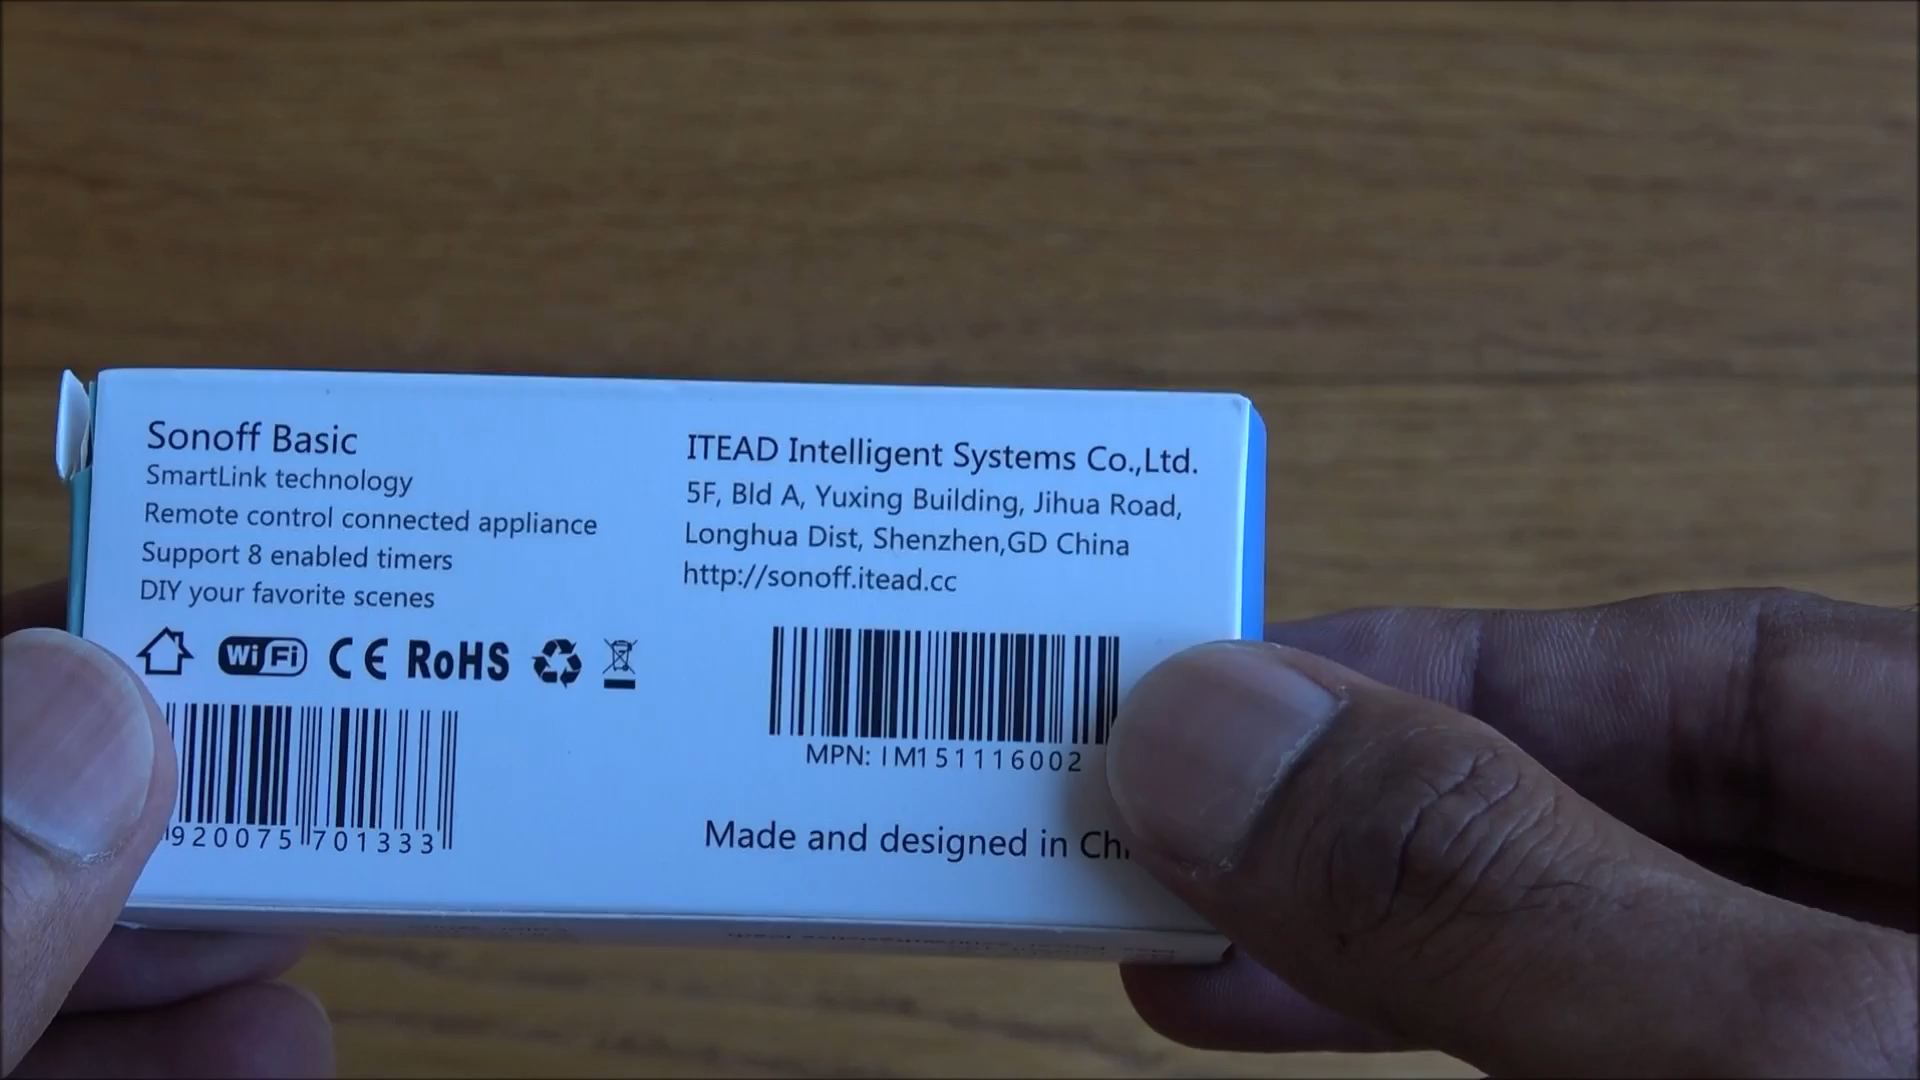 Sonoff Basic
SmartLink technology
Remote control connected appliance
Support 8 enabled timers
DIY your favorite scenes
WiFi CE RoHS
920075 701333
ITEAD Intelligent Systems Co.,Ltd.
5F, Bld A, Yuxing Building, Jihua Road,
Longhua Dist, Shenzhen,GD China
http://sonoff.itead.cc
MPN: IM151116002
Made and designed in